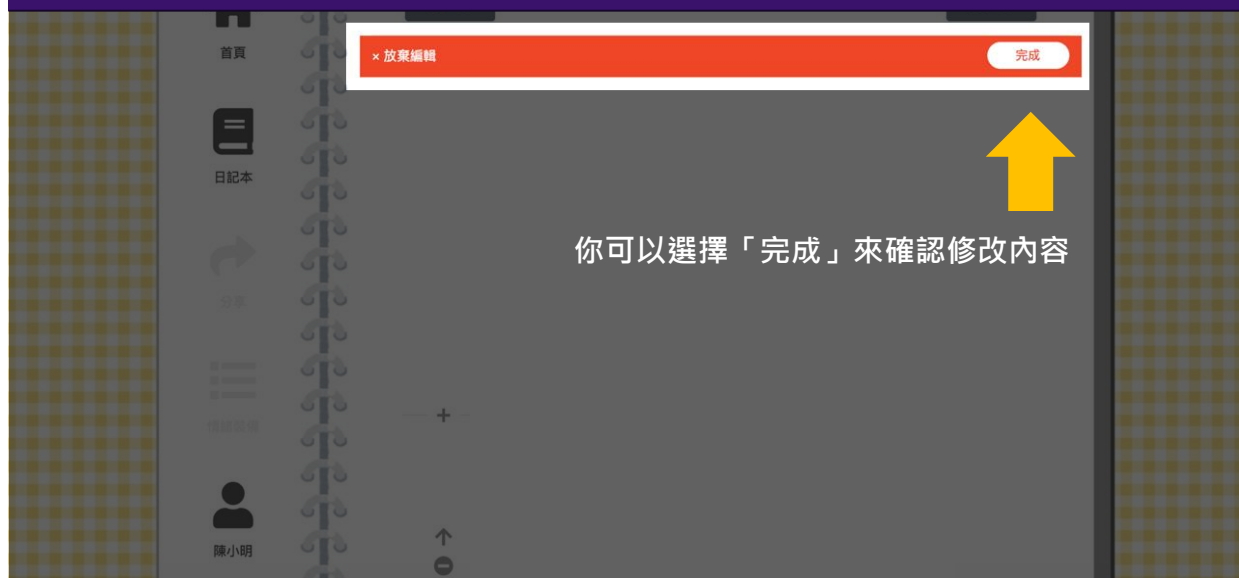 首頁
× 放棄編輯
完成
日記本
你可以選擇「完成」來確認修改內容
分享
陳小明